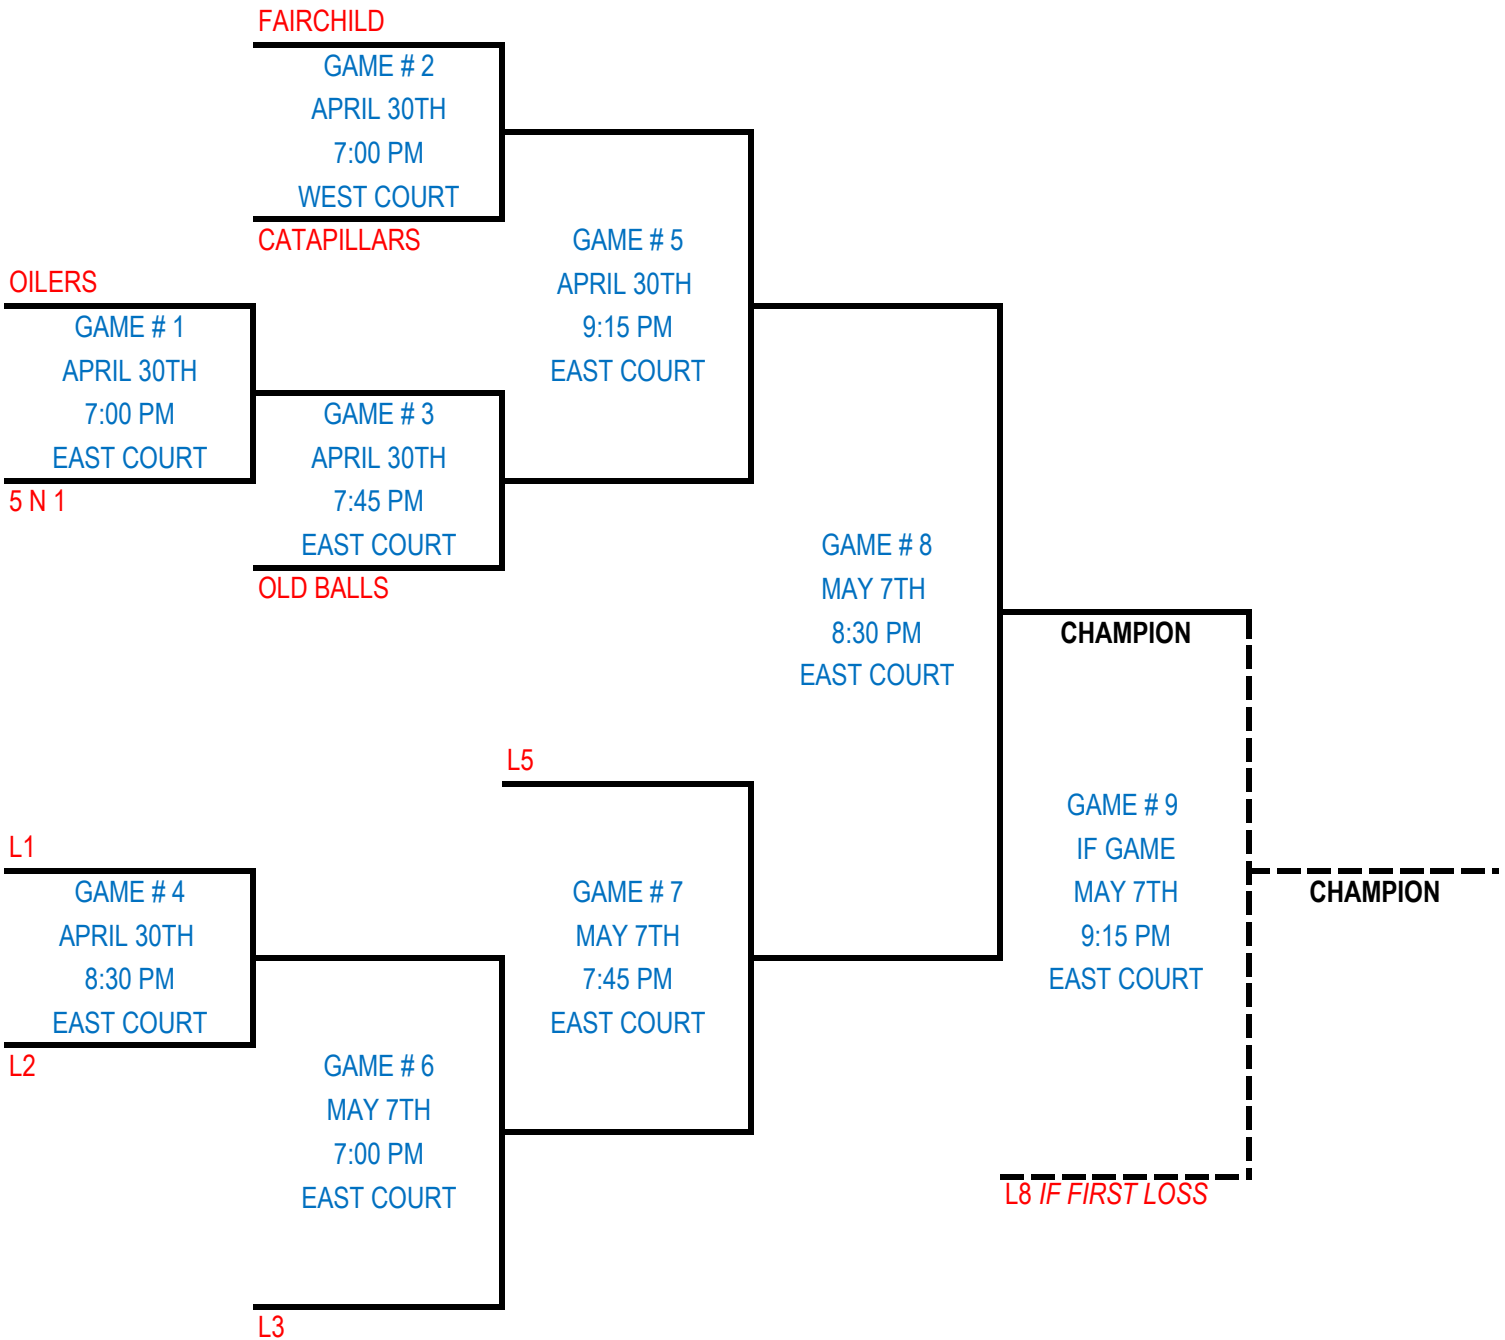 FAIRCHILD
GAME # 2
APRIL 30TH
7:00 PM
WEST COURT
CATAPILLARS
OILERS
GAME # 1
APRIL 30TH
7:00 PM
EAST COURT
5 N 1
GAME # 3
APRIL 30TH
7:45 PM
EAST COURT
OLD BALLS
GAME # 5
APRIL 30TH
9:15 PM
EAST COURT
GAME # 8
MAY 7TH
8:30 PM
EAST COURT
CHAMPION
L5
L1
GAME # 4
APRIL 30TH
8:30 PM
EAST COURT
L2
GAME # 7
MAY 7TH
7:45 PM
EAST COURT
GAME # 6
MAY 7TH
7:00 PM
EAST COURT
L3
GAME # 9
IF GAME
MAY 7TH
9:15 PM
EAST COURT
CHAMPION
L8 IF FIRST LOSS